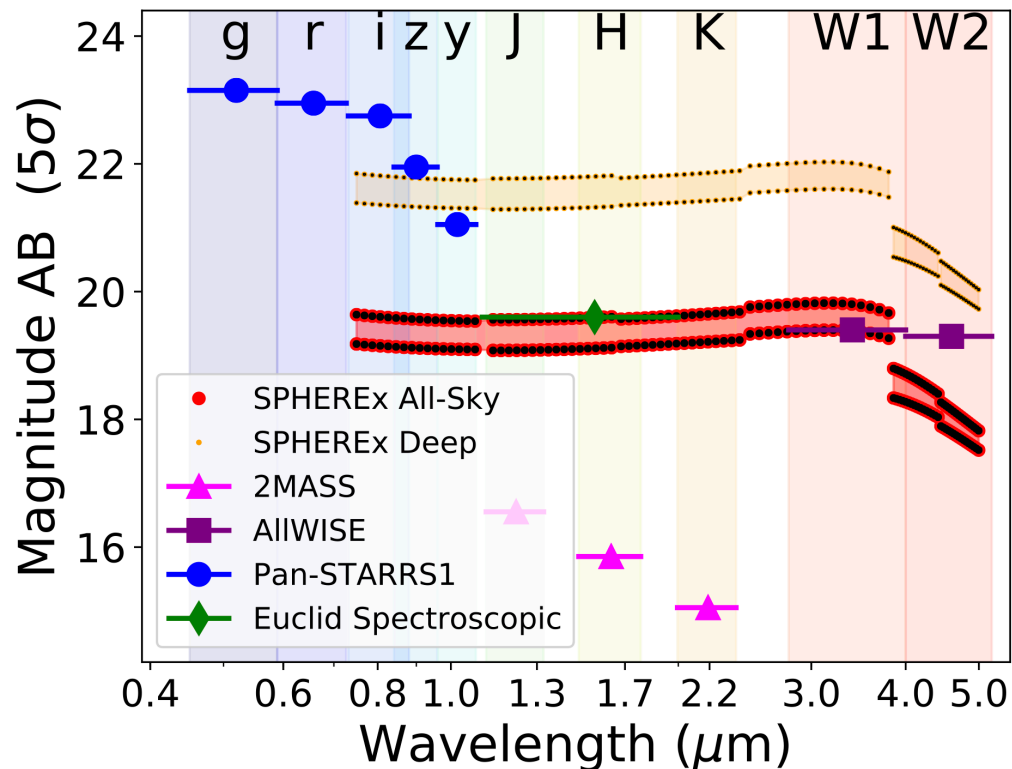 g r i z y J H K W1 W2
24
22
20
18
16
Magnitude AB (5σ)
SPHEREx All-Sky
SPHEREx Deep
2MASS
AllWISE
Pan-STARRS1
Euclid Spectroscopic
0.4 0.6 0.8 1.0 1.3 1.7 2.2 3.0 4.0 5.0
Wavelength (μm)